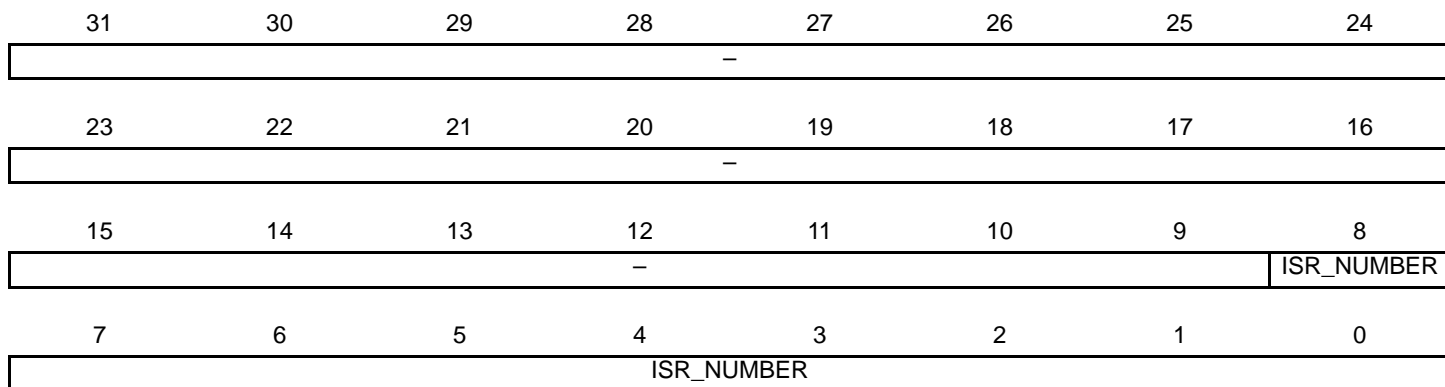 31 30 29 28 27 26 25 24
–
23 22 21 20 19 18 17 16
–
15 14 13 12 11 10 9 8
– ISR_NUMBER
7 6 5 4 3 2 1 0
ISR_NUMBER